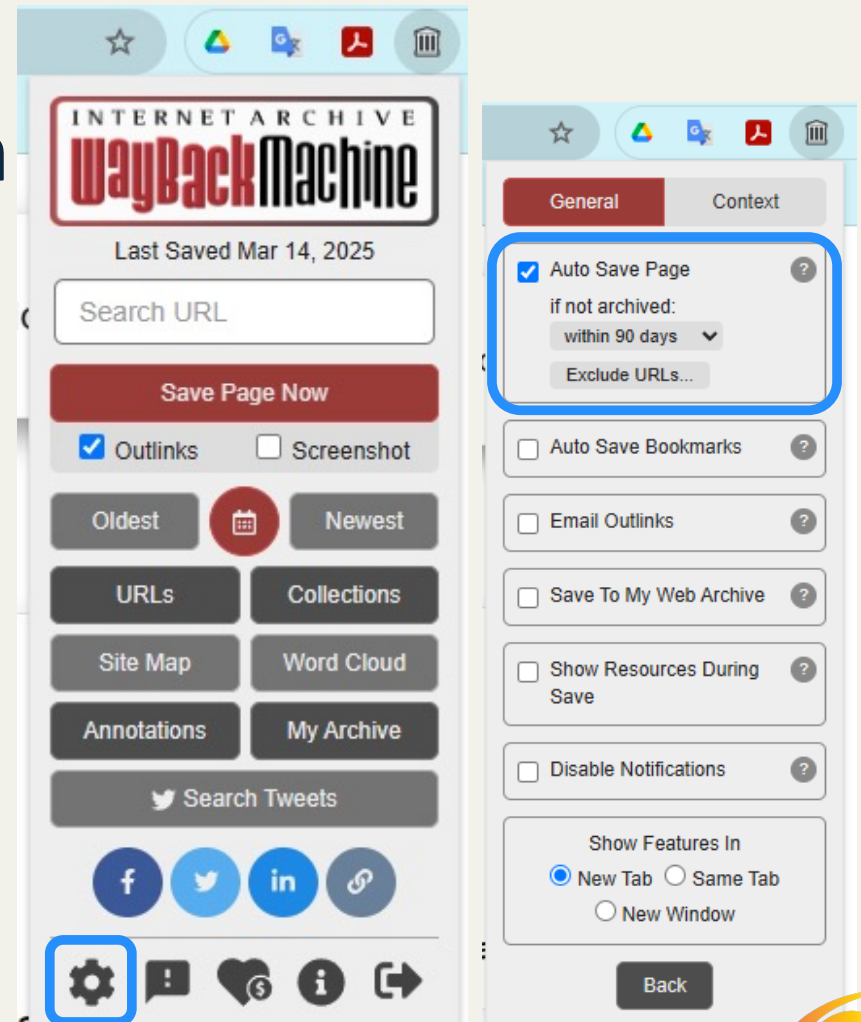 INTERNET ARCHIVE
WayBackMachine
Last Saved Mar 14, 2025
Search URL
Save Page Now
Outlinks Screenshot
Oldest Newest
URLs Collections
Site Map Word Cloud
Annotations My Archive
Search Tweets
General Context
Auto Save Page ?
if not archived:
within 90 days
Exclude URLs...
Auto Save Bookmarks ?
Email Outlinks ?
Save To My Web Archive ?
Show Resources During ?
Save
Disable Notifications ?
Show Features In
New Tab Same Tab
New Window
Back